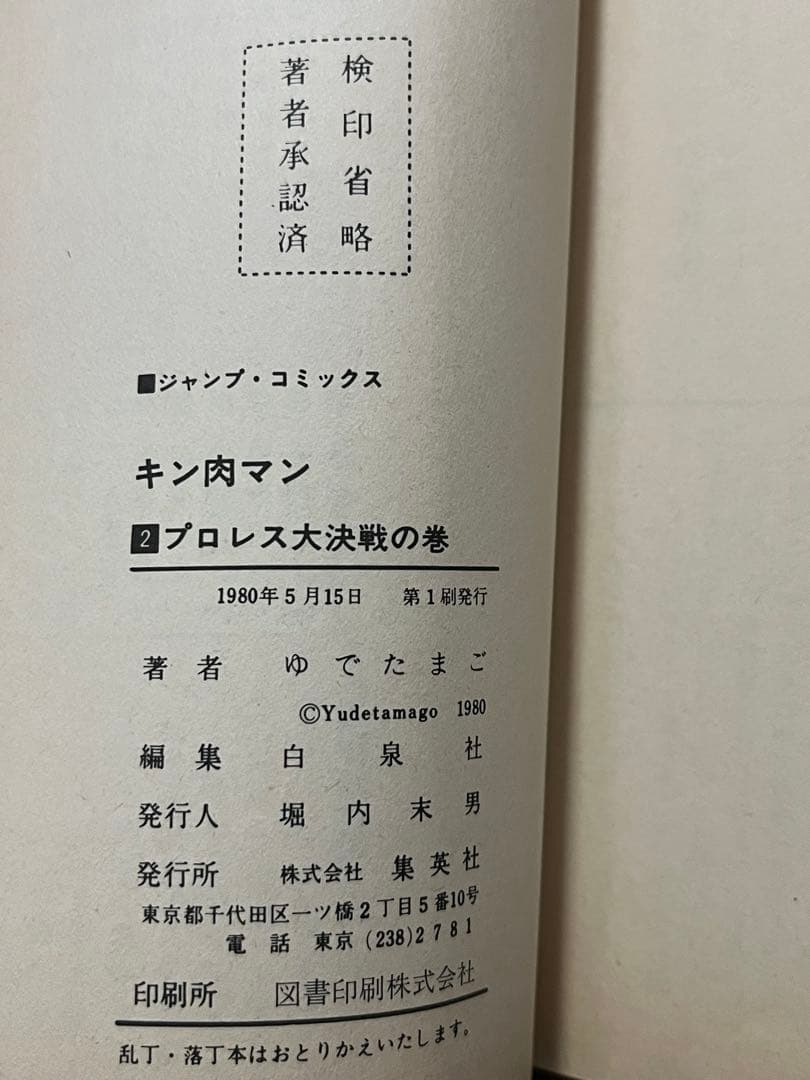 検印省略
著者承認済
■ジャンプ・コミックス
キン肉マン
2プロレス大決戦の巻
1980年5月15日 第1刷発行
著者 ゆでたまご
©Yudetamago 1980
編集 白泉社
発行人 堀内末男
発行所 株式会社 集英社
東京都千代田区一ツ橋2丁目5番10号
電話 東京(238)2781
印刷所 図書印刷株式会社
乱丁・落丁本はおとりかえいたします。